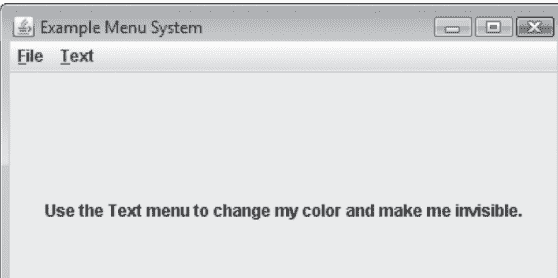 Example Menu System
File Text
Use the Text menu to change my color and make me invisible.